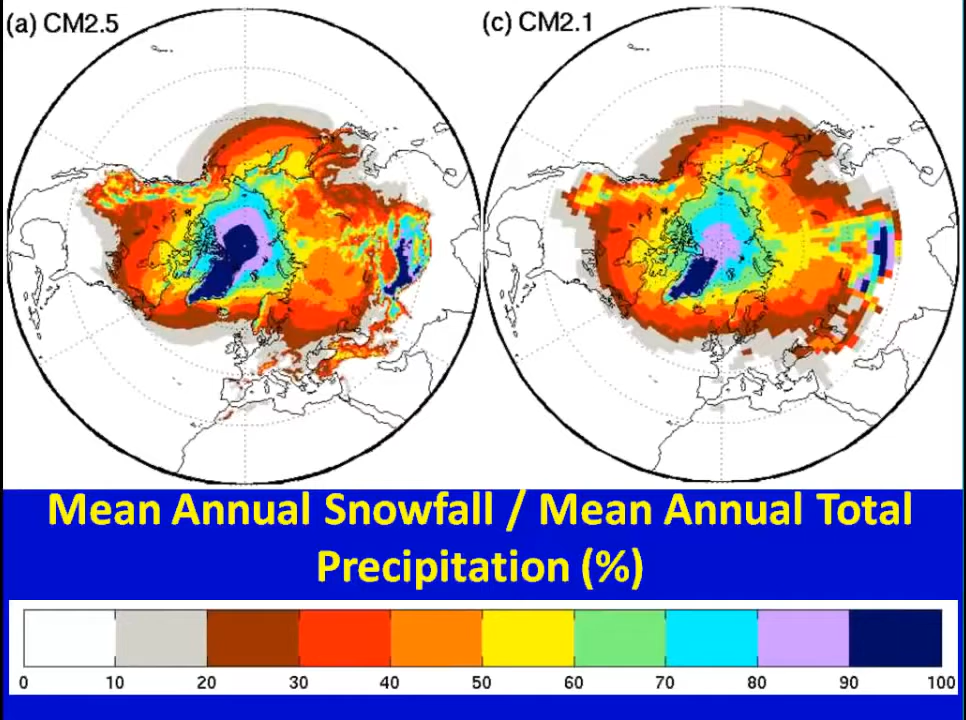 (a) CM2.5
(c) CM2.1
Mean Annual Snowfall / Mean Annual Total
Precipitation (%)
0 10 20 30 40 50 60 70 80 90 100